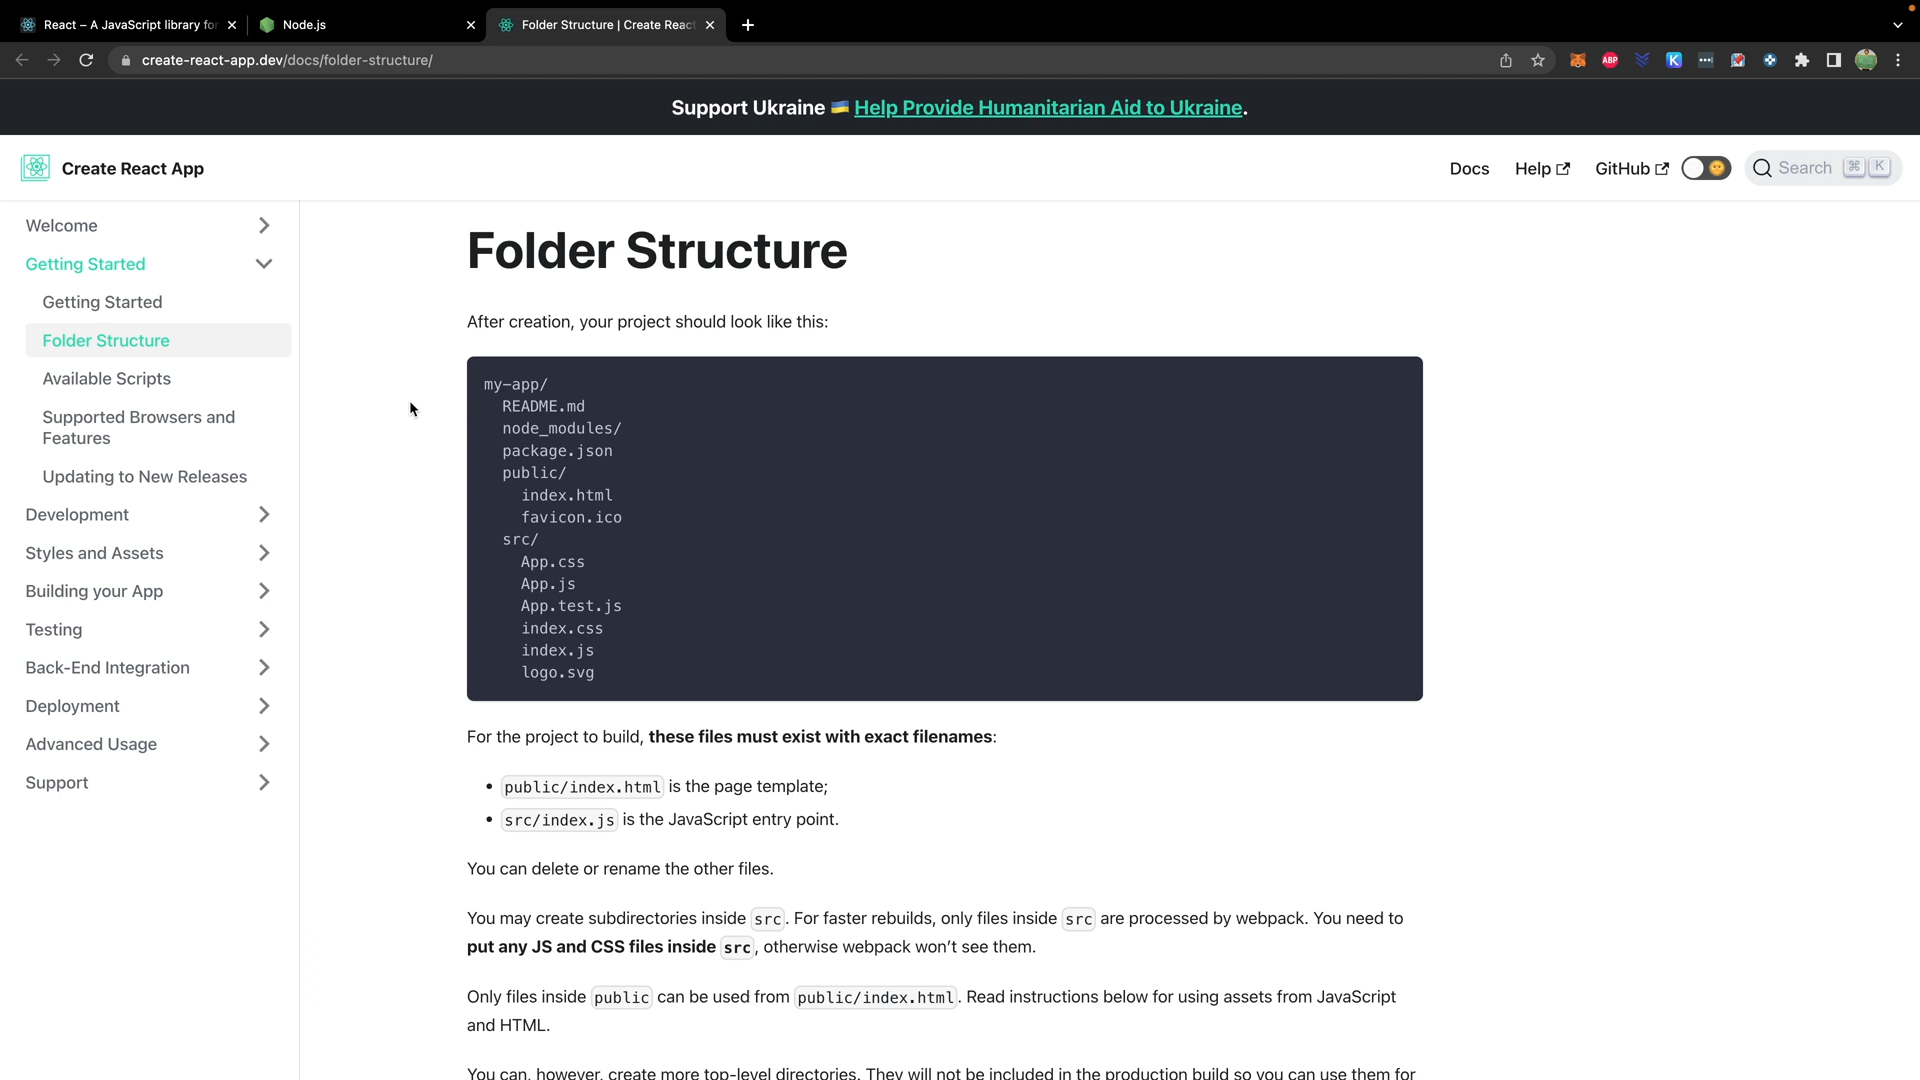 React – A JavaScript library for
Node.js
Folder Structure | Create React
create-react-app.dev/docs/folder-structure/
ABP
K
Support Ukraine 🇺🇦 Help Provide Humanitarian Aid to Ukraine.
Create React App
Docs
Help
GitHub
Search ⌘ K
Welcome
Getting Started
Getting Started
Folder Structure
Available Scripts
Supported Browsers and
Features
Updating to New Releases
Development
Styles and Assets
Building your App
Testing
Back-End Integration
Deployment
Advanced Usage
Support
Folder Structure
After creation, your project should look like this:
my-app/
README.md
node_modules/
package.json
public/
index.html
favicon.ico
src/
App.css
App.js
App.test.js
index.css
index.js
logo.svg
For the project to build, these files must exist with exact filenames:
• public/index.html is the page template;
• src/index.js is the JavaScript entry point.
You can delete or rename the other files.
You may create subdirectories inside src. For faster rebuilds, only files inside src are processed by webpack. You need to
put any JS and CSS files inside src, otherwise webpack won’t see them.
Only files inside public can be used from public/index.html. Read instructions below for using assets from JavaScript
and HTML.
You can, however, create more top-level directories. They will not be included in the production build so you can use them for